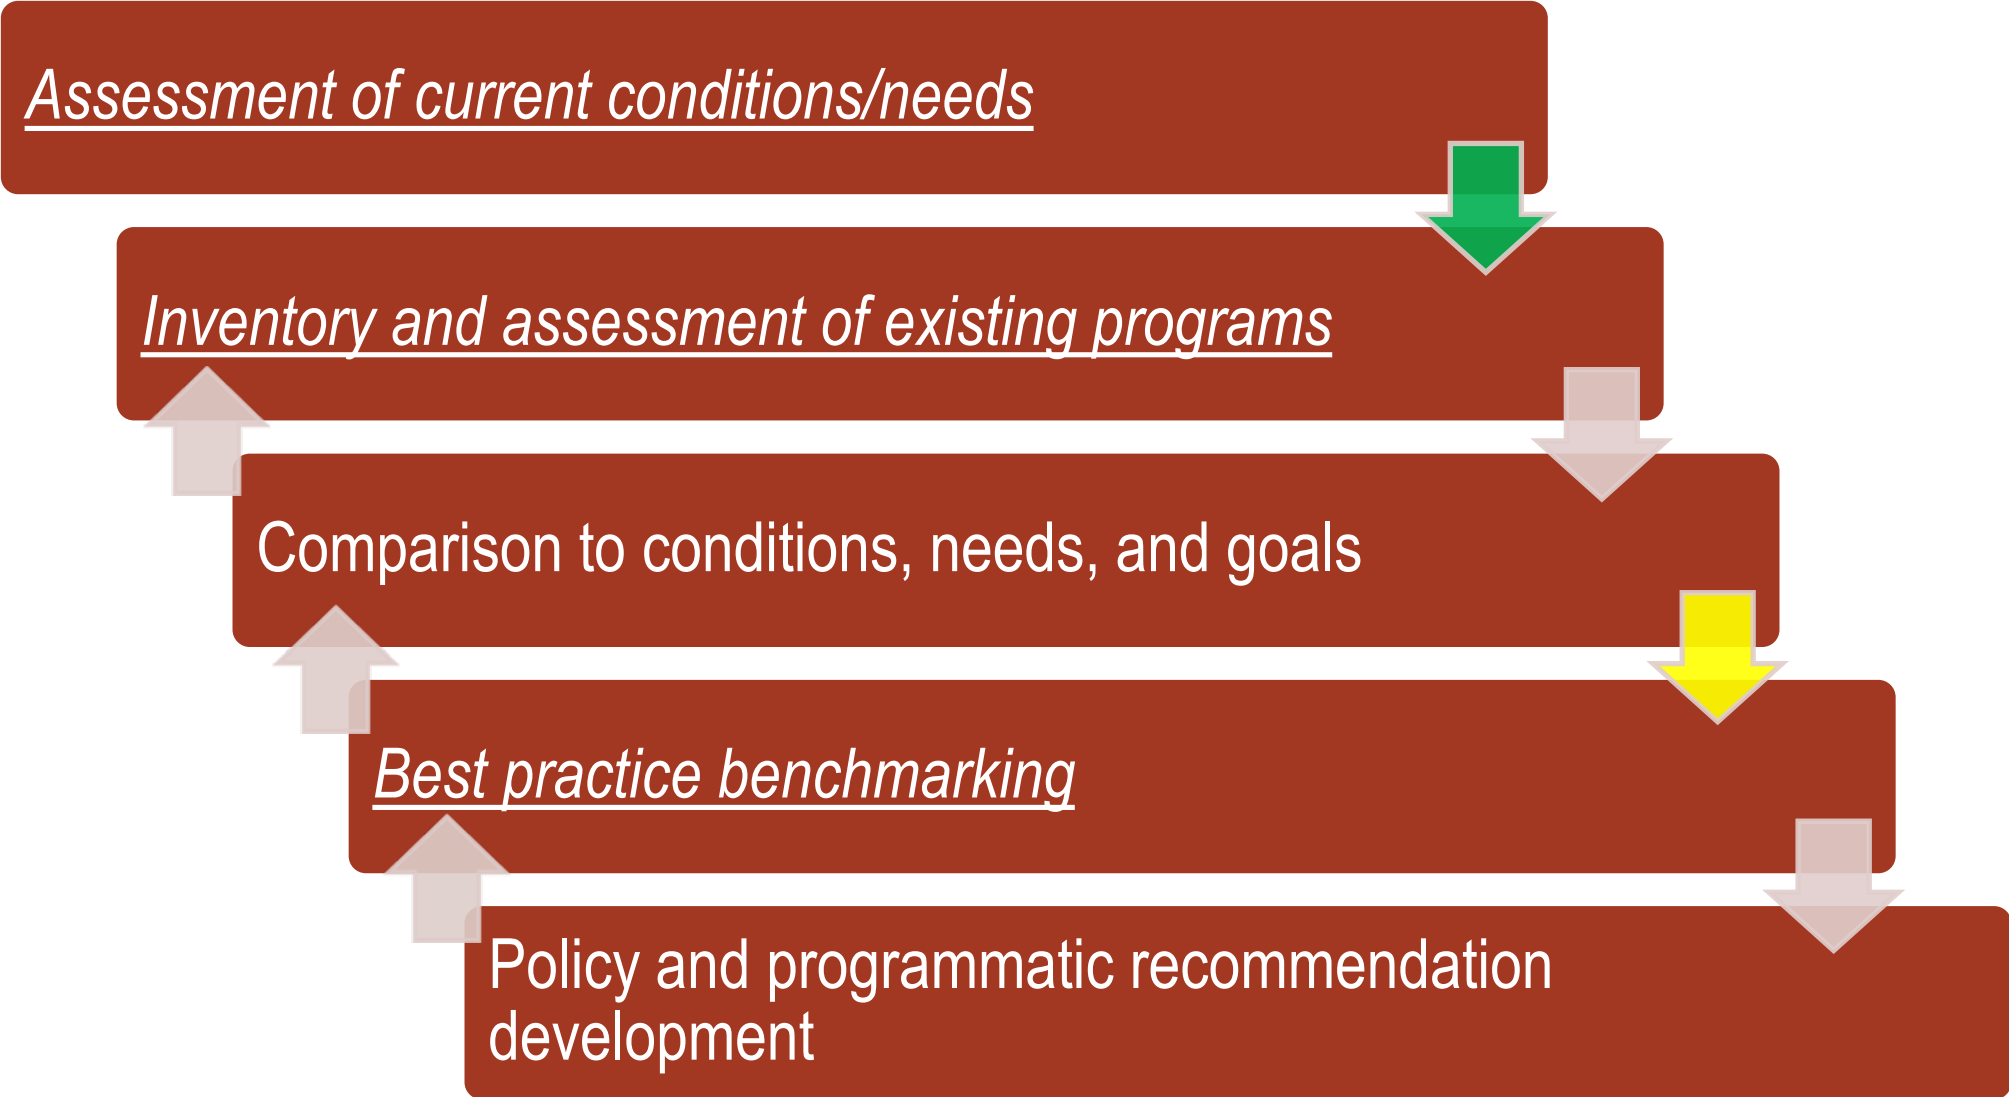 Assessment of current conditions/needs
Inventory and assessment of existing programs
Comparison to conditions, needs, and goals
Best practice benchmarking
Policy and programmatic recommendation
development